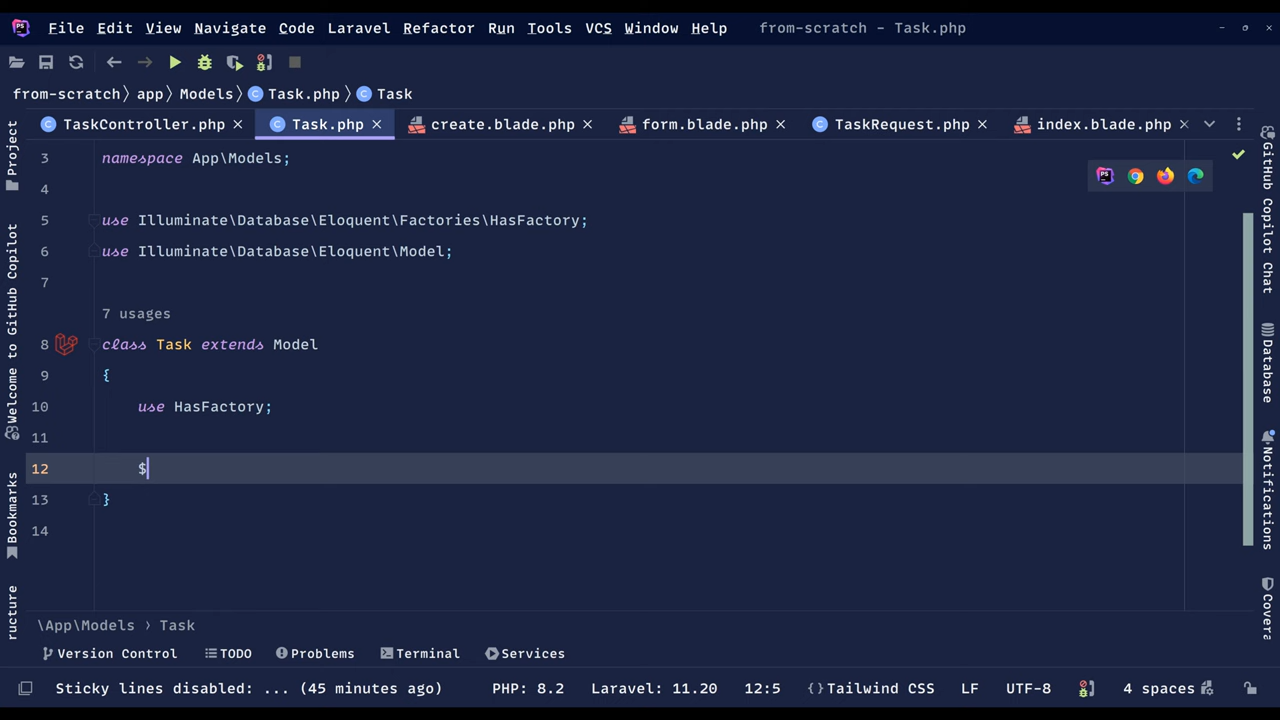 File Edit View Navigate Code Laravel Refactor Run Tools VCS Window Help from-scratch - Task.php
from-scratch app Models Task.php Task
TaskController.php Task.php create.blade.php form.blade.php TaskRequest.php index.blade.php
3 namespace App\Models;
4
5 use Illuminate\Database\Eloquent\Factories\HasFactory;
6 use Illuminate\Database\Eloquent\Model;
7
7 usages
8 class Task extends Model
9 {
10 use HasFactory;
11
12 $
13 }
14
\App\Models › Task
Version Control TODO Problems Terminal Services
Sticky lines disabled: ... (45 minutes ago) PHP: 8.2 Laravel: 11.20 12:5 {} Tailwind CSS LF UTF-8 4 spaces
Project
Welcome to GitHub Copilot
Bookmarks
ructure
GitHub Copilot Chat
Database
Notifications
Covera